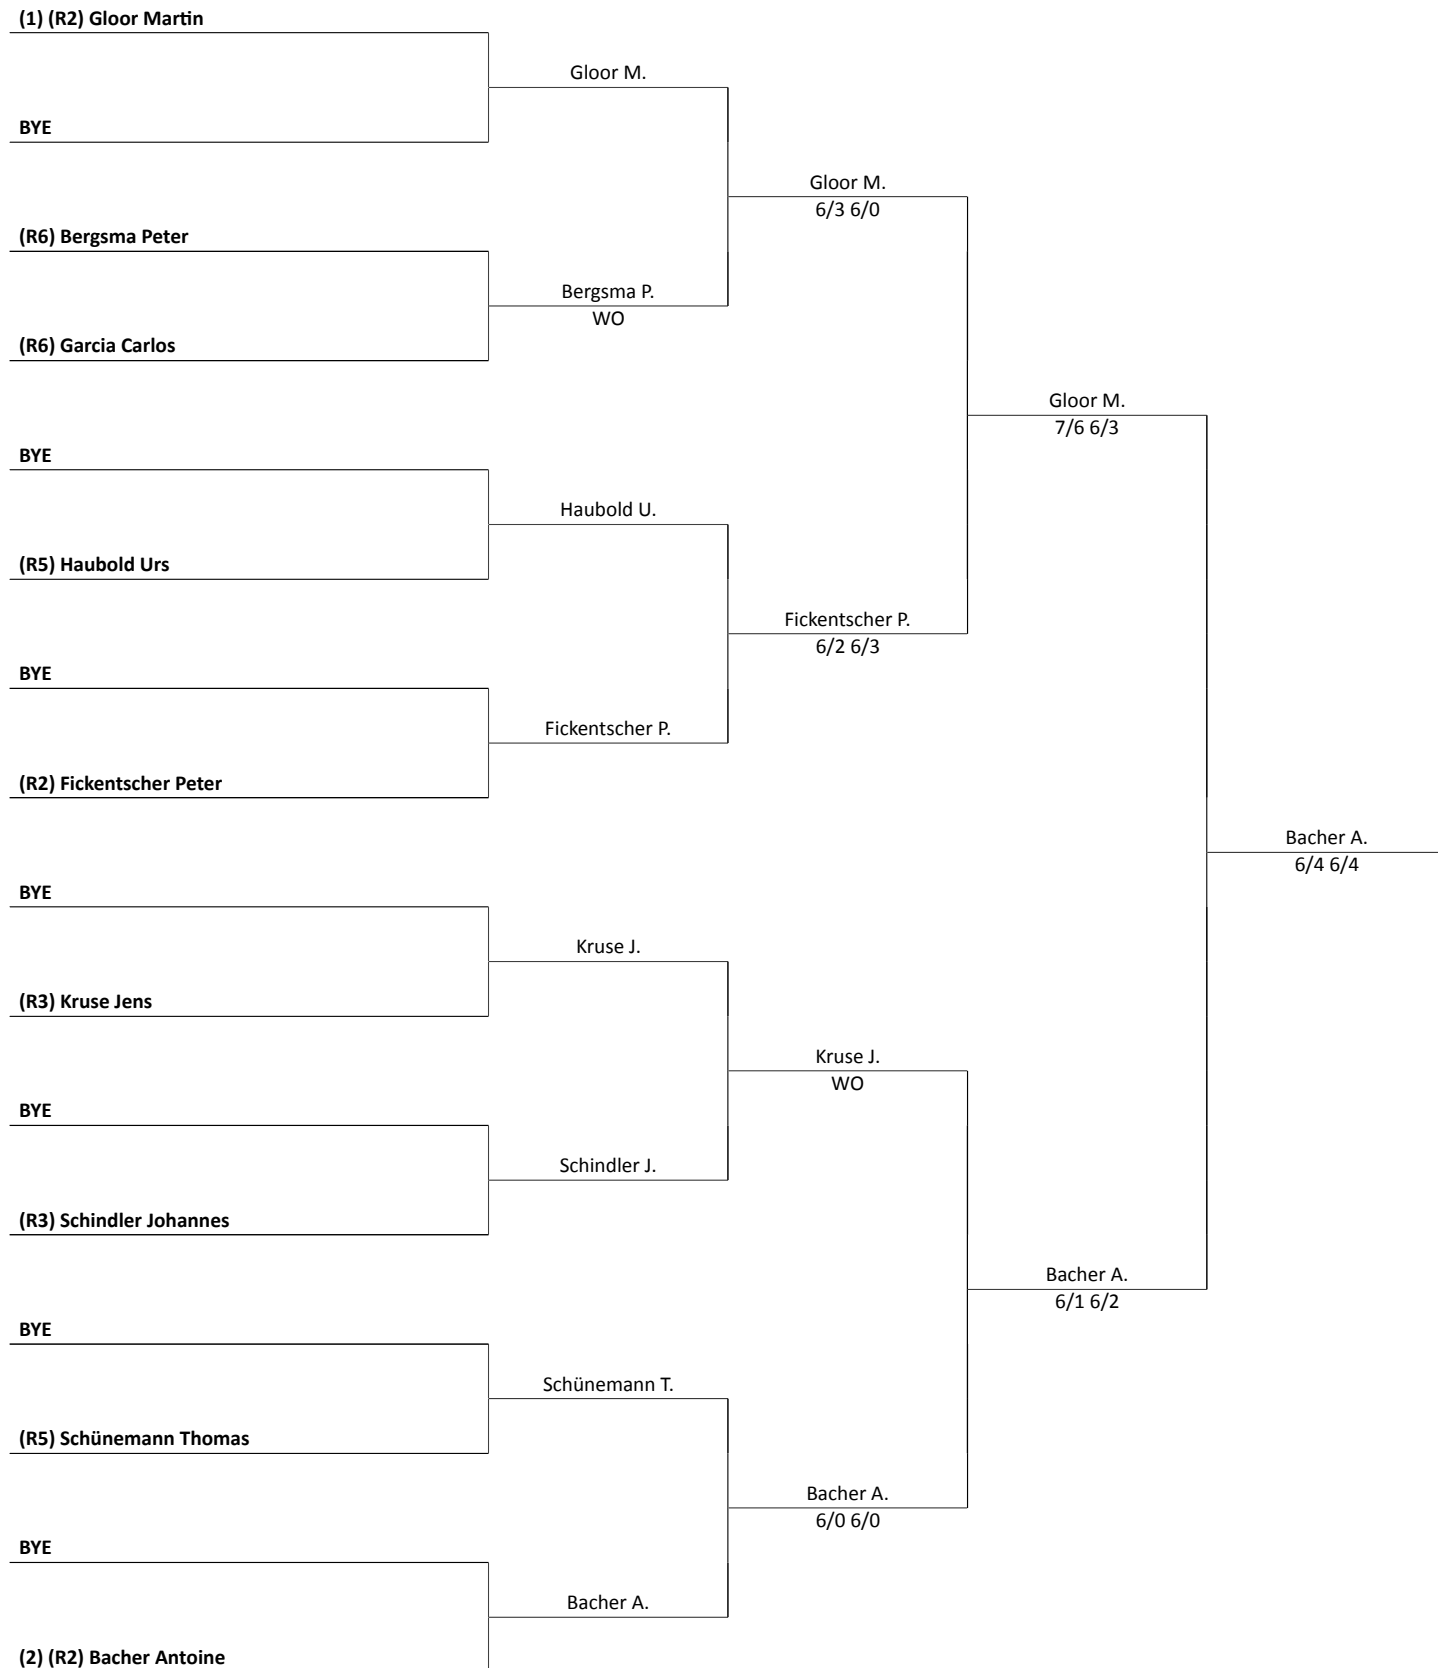 (1) (R2) Gloor Martin
Gloor M.
BYE
Gloor M.
6/3 6/0
(R6) Bergsma Peter
Bergsma P.
WO
(R6) Garcia Carlos
Gloor M.
7/6 6/3
BYE
Haubold U.
(R5) Haubold Urs
Fickentscher P.
6/2 6/3
BYE
Fickentscher P.
(R2) Fickentscher Peter
Bacher A.
6/4 6/4
BYE
Kruse J.
(R3) Kruse Jens
Kruse J.
WO
BYE
Schindler J.
(R3) Schindler Johannes
Bacher A.
6/1 6/2
BYE
Schünemann T.
(R5) Schünemann Thomas
Bacher A.
6/0 6/0
BYE
Bacher A.
(2) (R2) Bacher Antoine